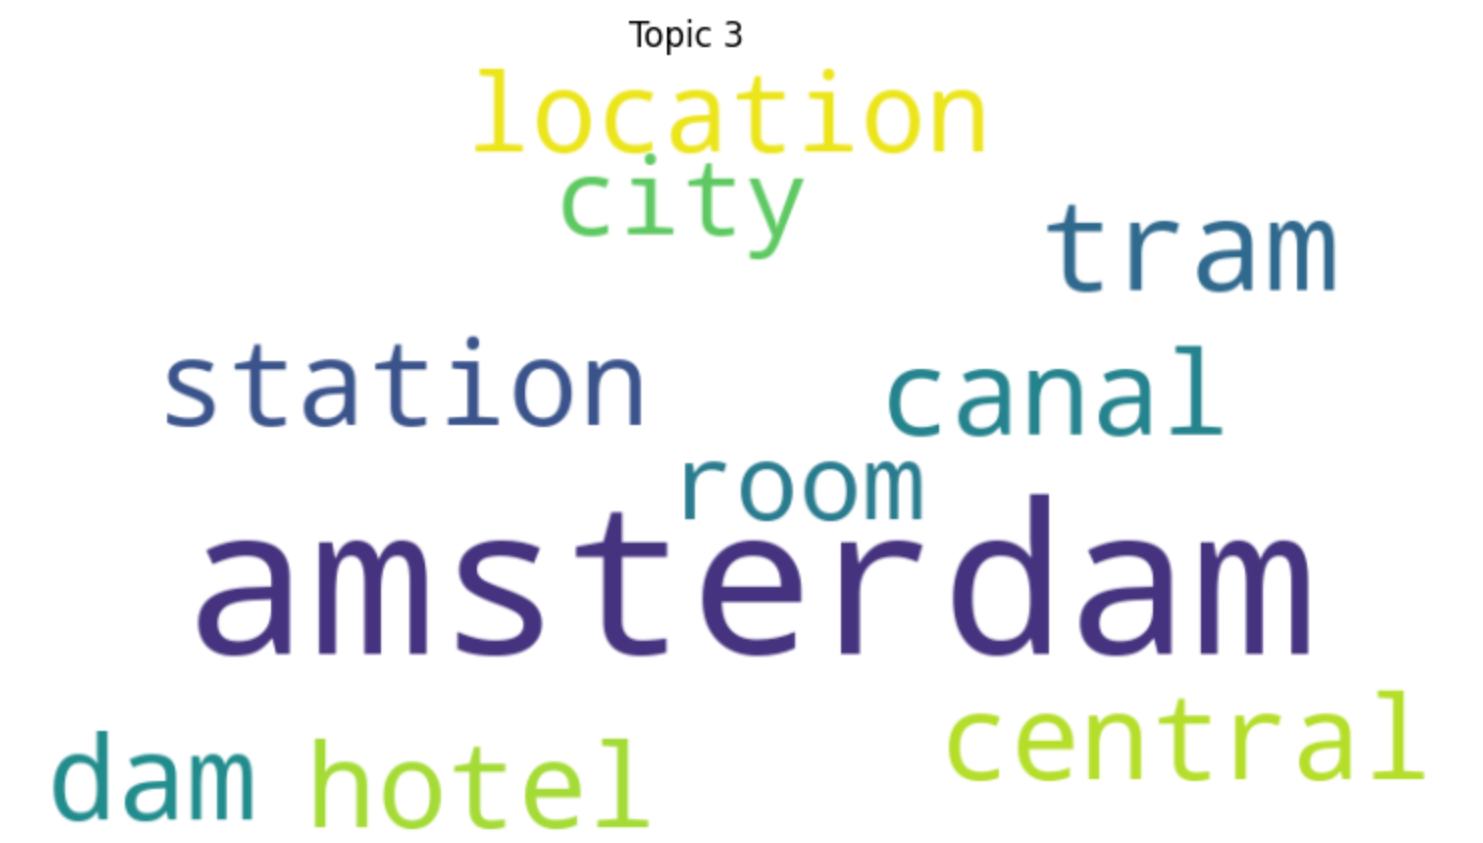 Topic 3
location
city
tram
station
canal
room
amsterdam
central
dam hotel